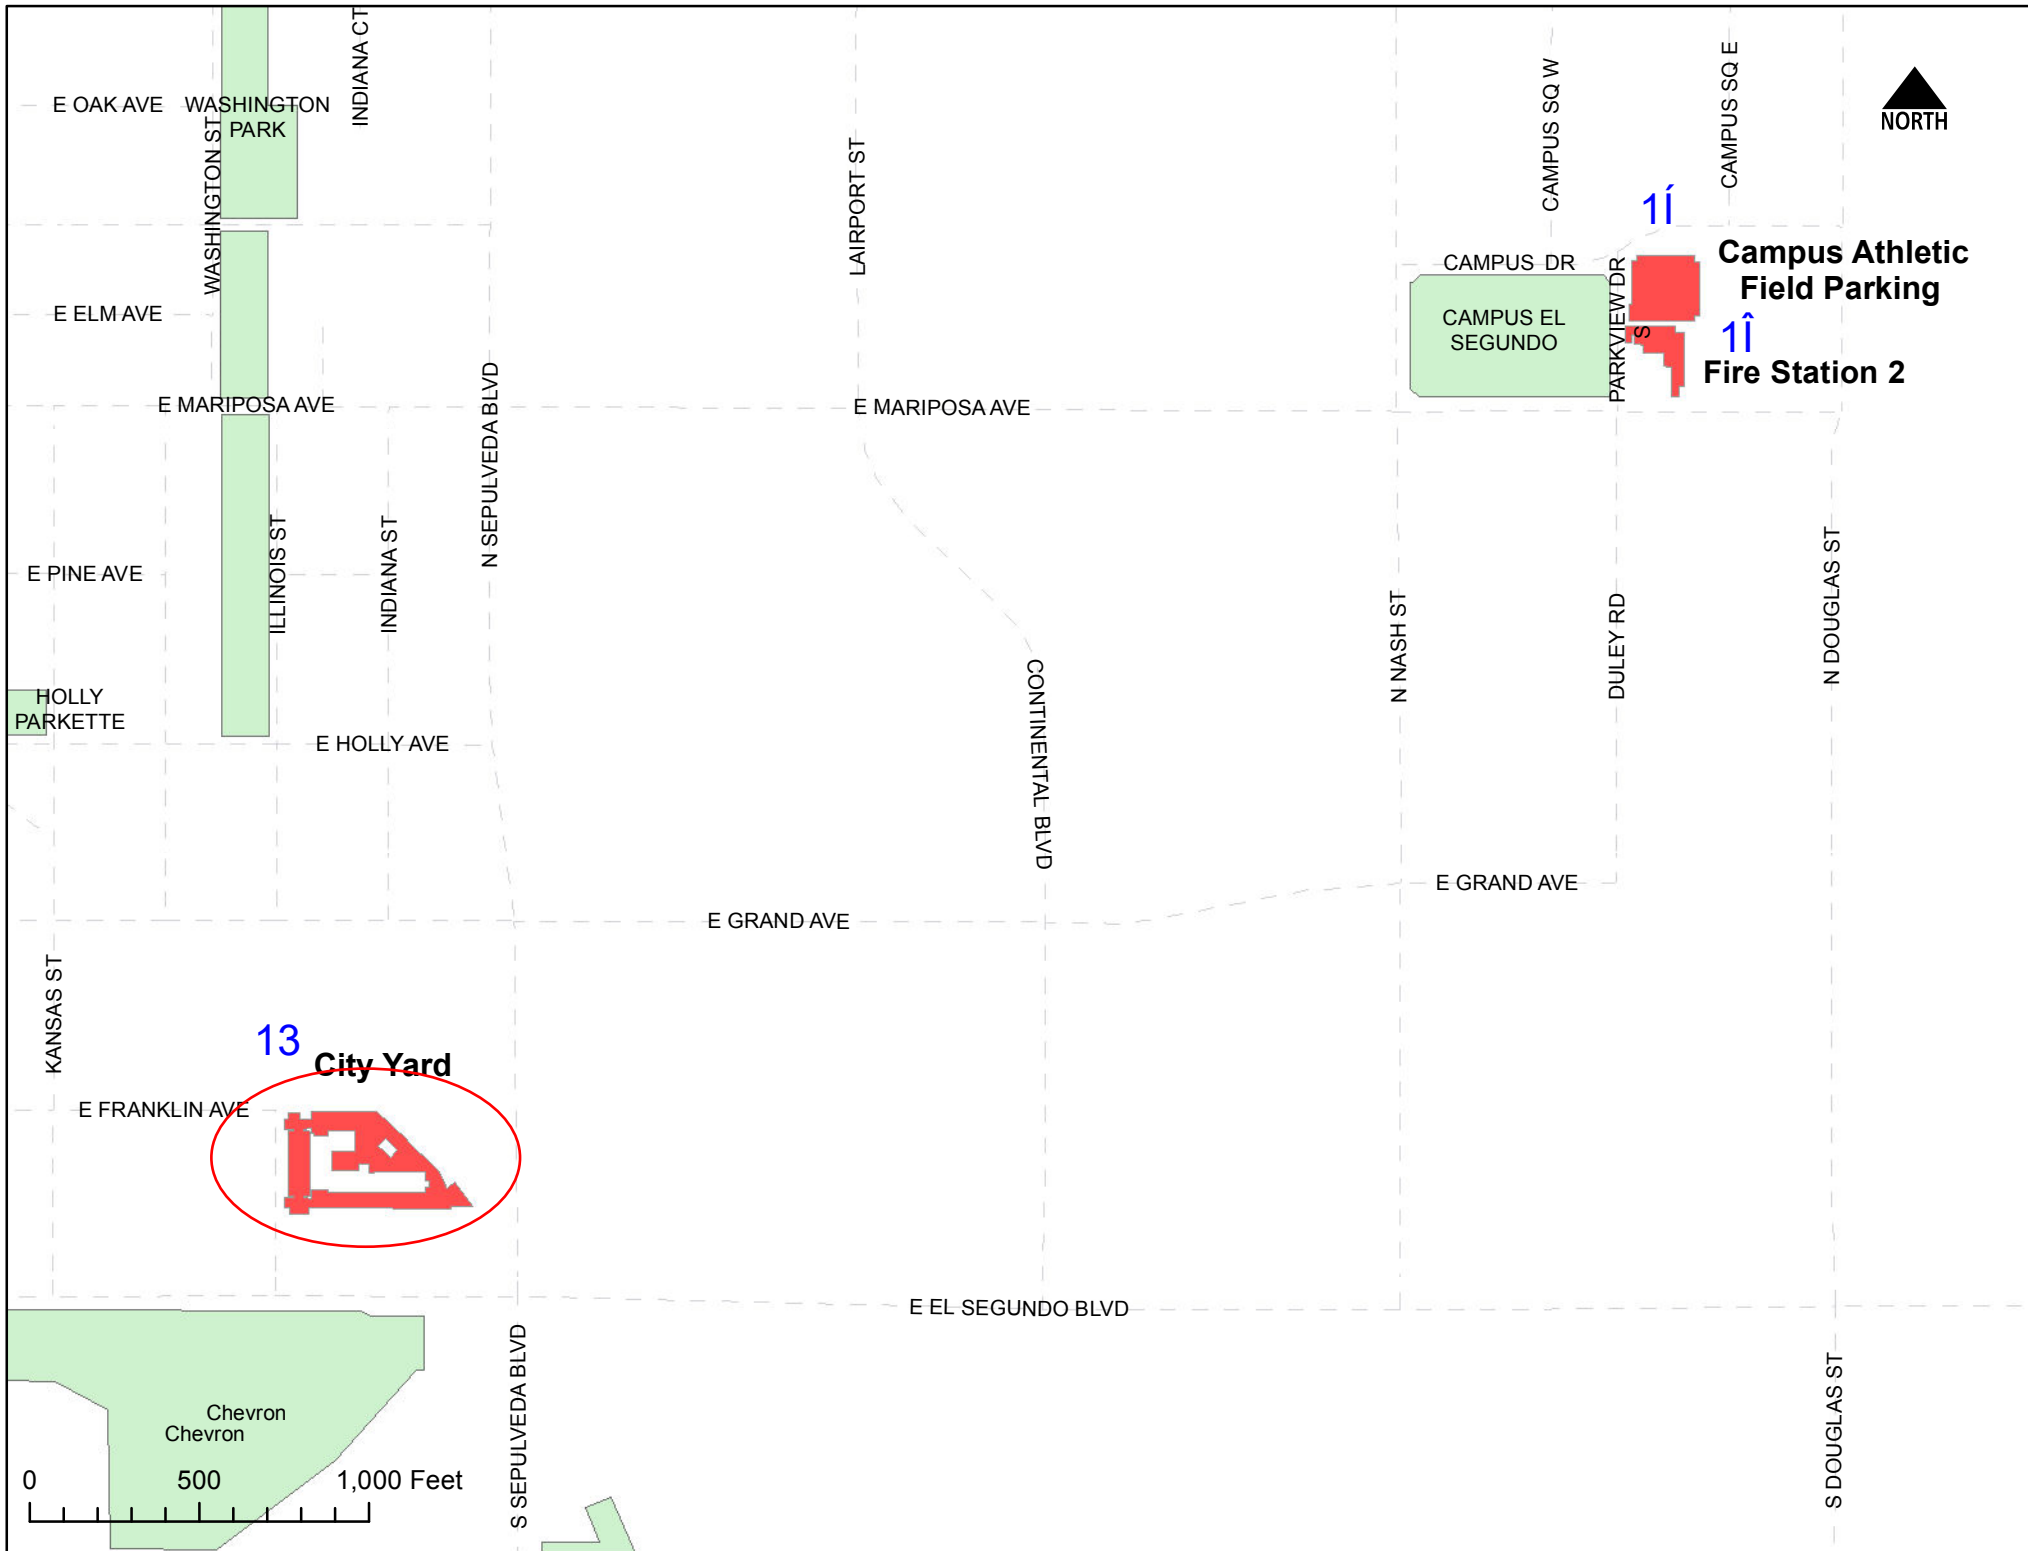 INDIANA CT
E OAK AVE
WASHINGTON
PARK
WASHINGTON ST
LAIRPORT ST
CAMPUS SQ W
CAMPUS SQ E
NORTH
1Í
Campus Athletic
Field Parking
CAMPUS DR
PARKVIEW DR
S
CAMPUS EL
SEGUNDO
1Î
Fire Station 2
E ELM AVE
E MARIPOSA AVE
E MARIPOSA AVE
N SEPULVEDA BLVD
E PINE AVE
ILLINOIS ST
INDIANA ST
N NASH ST
DULEY RD
N DOUGLAS ST
HOLLY
PARKETTE
E HOLLY AVE
CONTINENTAL BLVD
E GRAND AVE
E GRAND AVE
KANSAS ST
13
City Yard
E FRANKLIN AVE
E EL SEGUNDO BLVD
S SEPULVEDA BLVD
S DOUGLAS ST
Chevron
Chevron
0 500 1,000 Feet